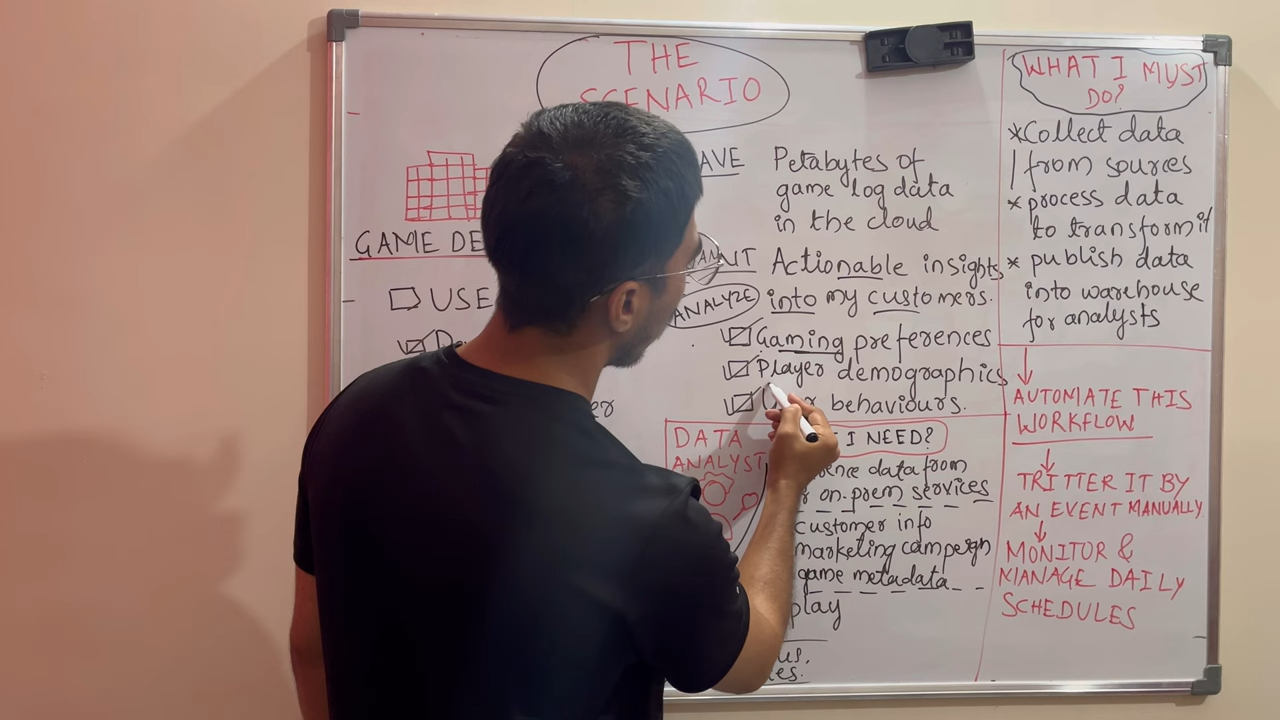 THE
SCENARIO
GAME DE
USE
AVE
Petabytes of
game log data
in the cloud
WANT
Actionable insights
into my customers.
ANALYZE
Gaming preferences
Player demographics
behaviours.
DATA
ANALYST
I NEED?
data from
on-prem services
customer info
marketing campeign
game metadata
play
WHAT I MUST
DO?
*Collect data
from sources
* process data
to transform it
* publish data
into warehouse
for analysts
AUTOMATE THIS
WORKFLOW
TRITTER IT BY
AN EVENT MANUALLY
MONITOR &
MANAGE DAILY
SCHEDULES